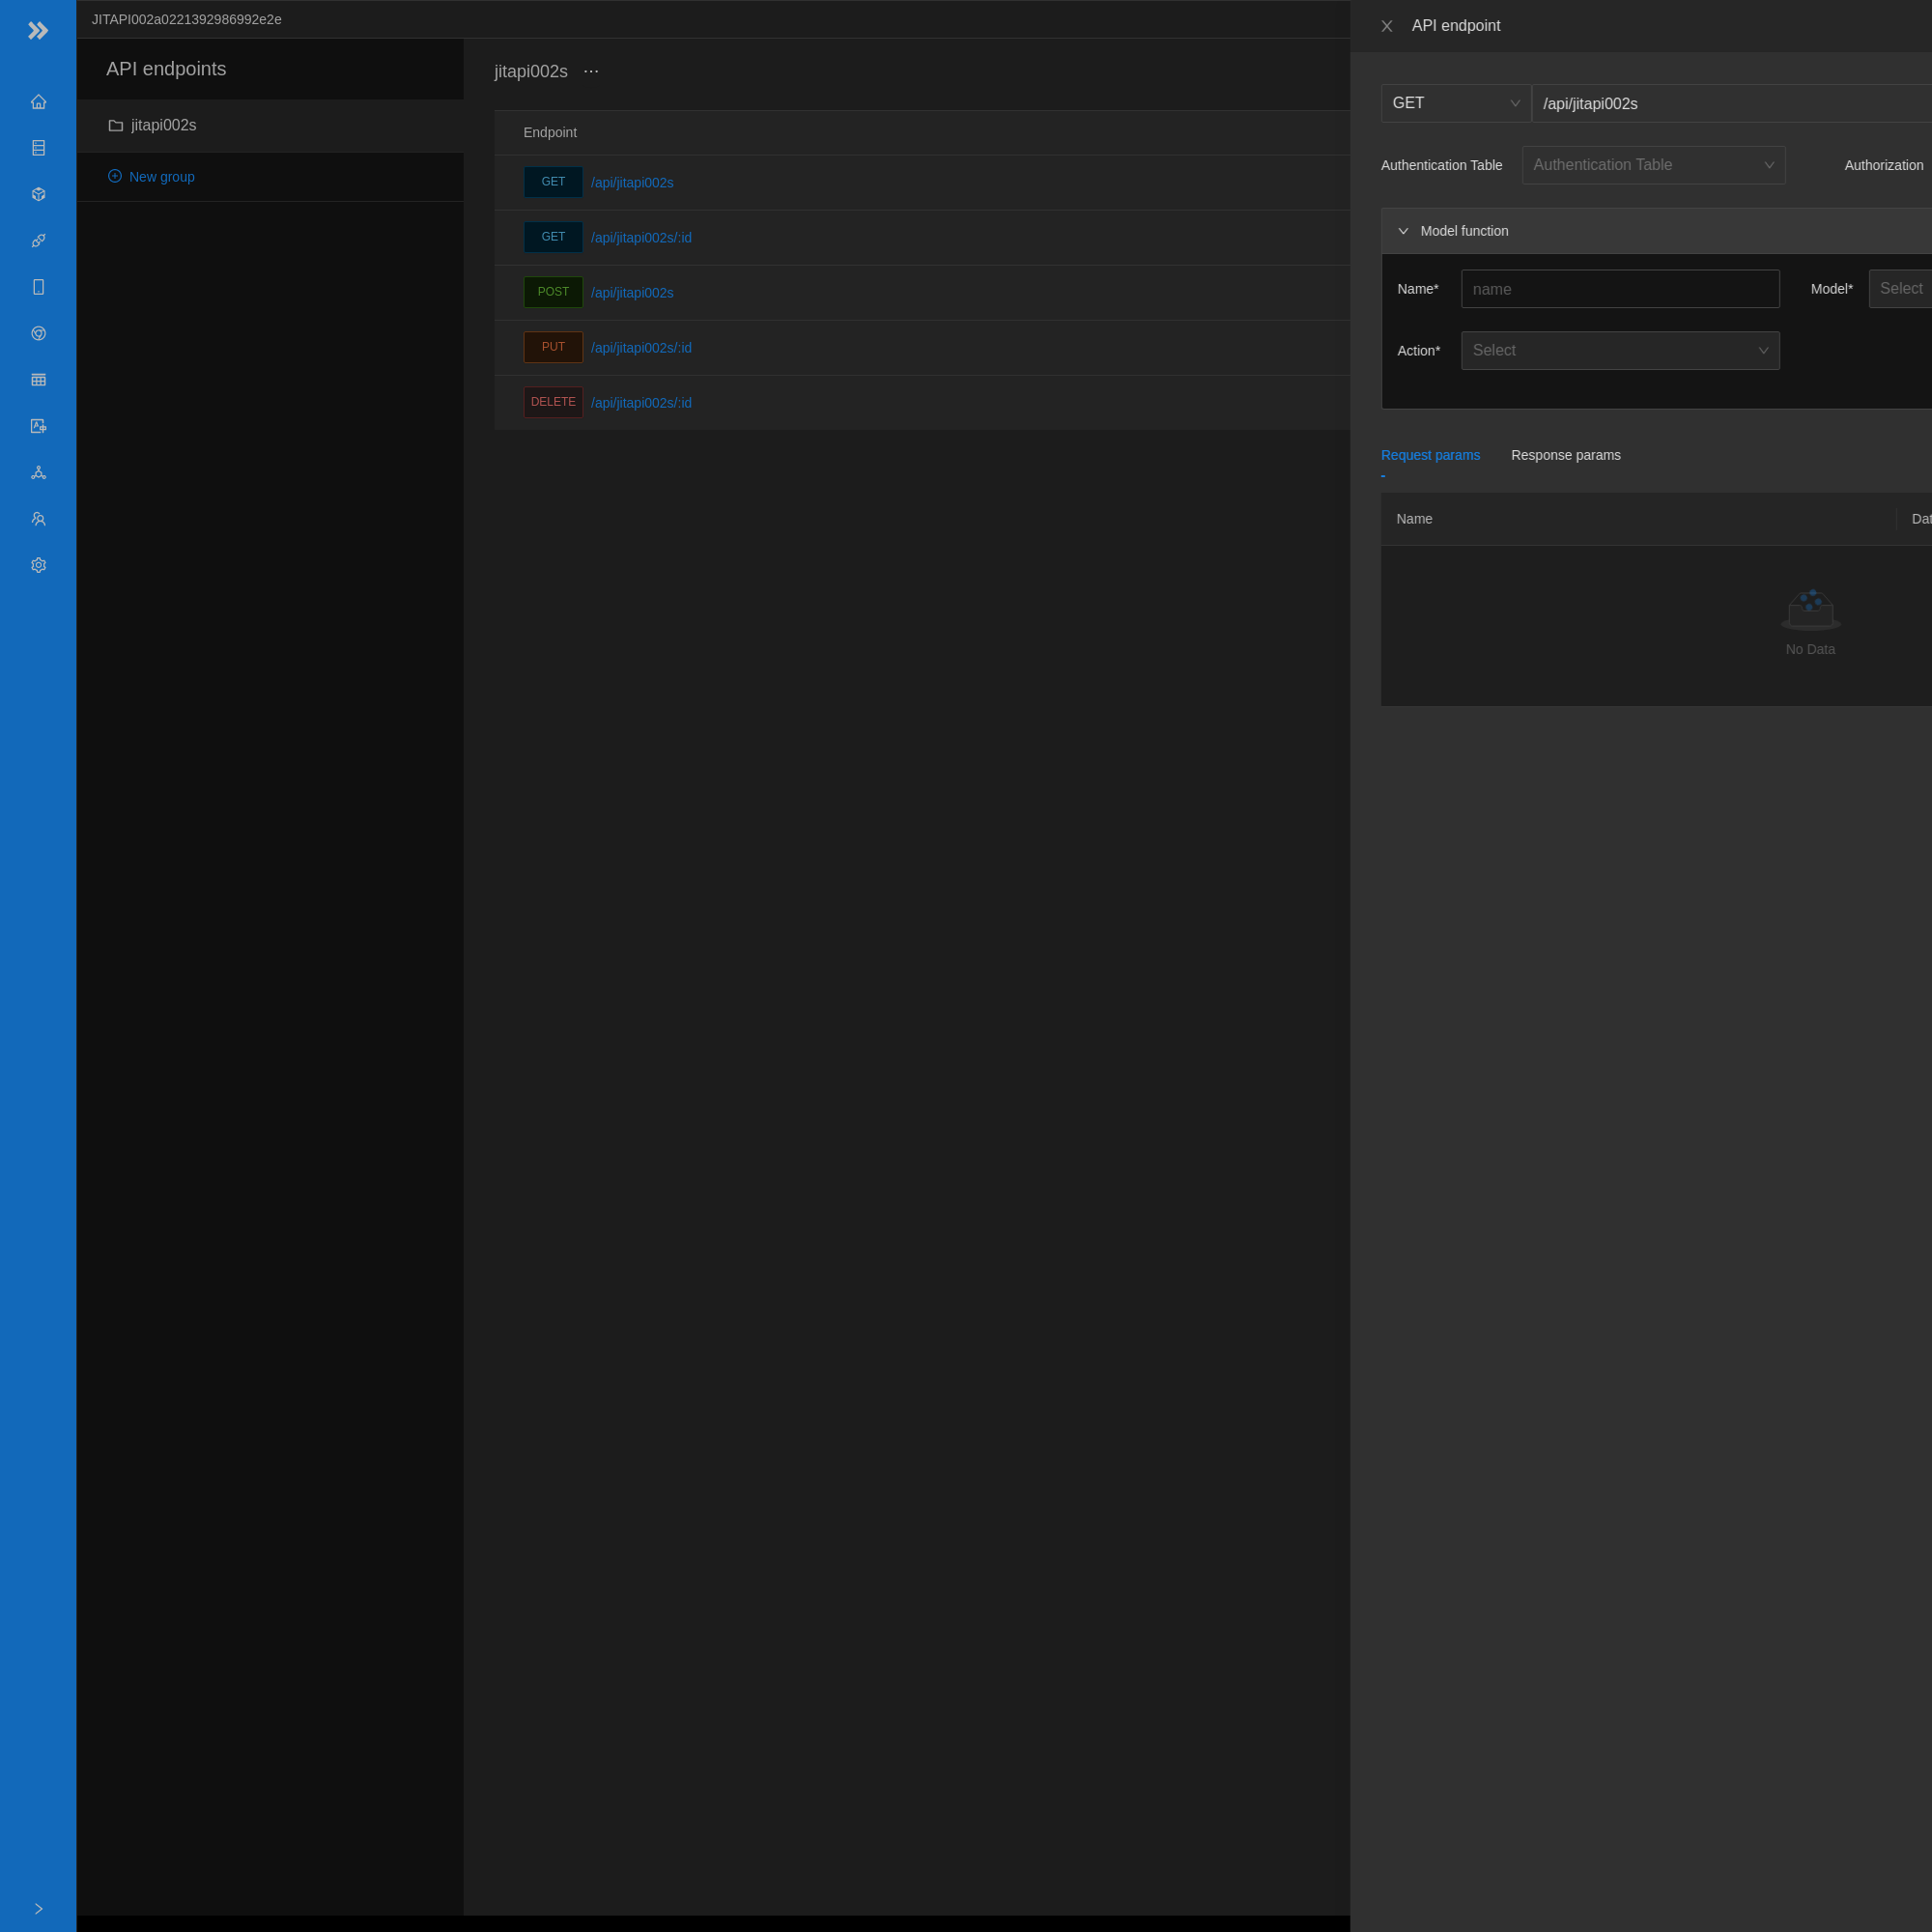 JITAPI002a0221392986992e2e
API endpoints
jitapi002s
New group
jitapi002s ···
Endpoint
GET /api/jitapi002s
GET /api/jitapi002s/:id
POST /api/jitapi002s
PUT /api/jitapi002s/:id
DELETE /api/jitapi002s/:id
API endpoint
GET /api/jitapi002s
Authentication Table Authentication Table Authorization
Model function
Name* name Model* Select
Action* Select
Request params Response params
Name Dat
No Data